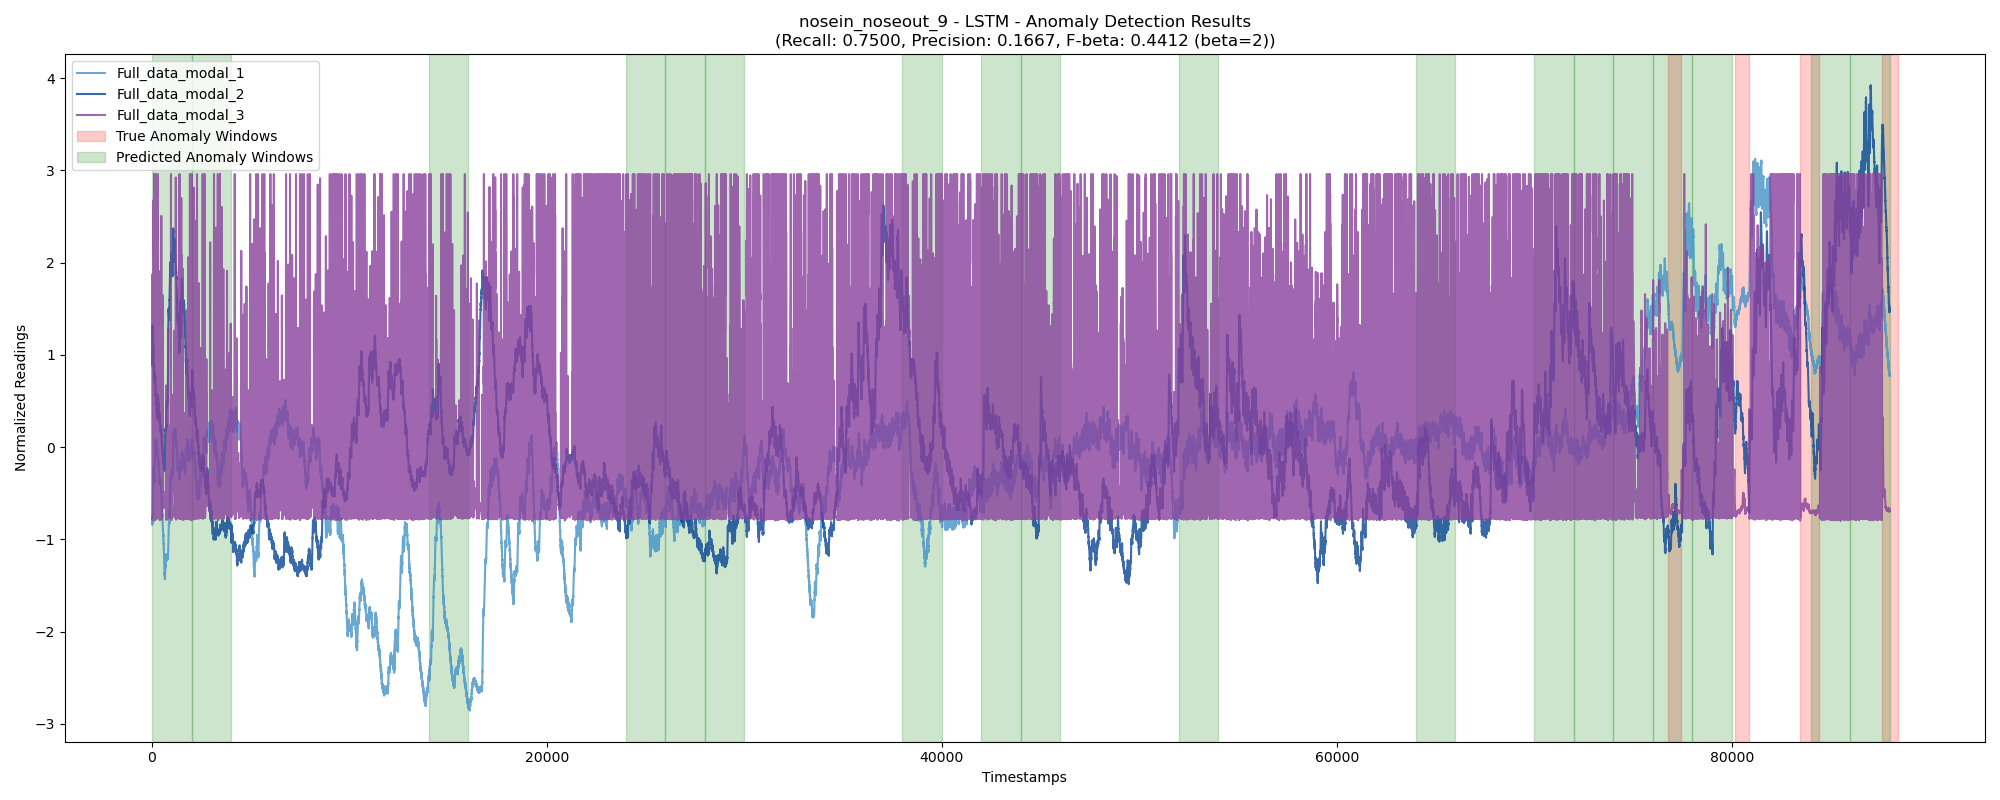 nosein_noseout_9 - LSTM - Anomaly Detection Results
(Recall: 0.7500, Precision: 0.1667, F-beta: 0.4412 (beta=2))
Full_data_modal_1
Full_data_modal_2
Full_data_modal_3
True Anomaly Windows
Predicted Anomaly Windows
Normalized Readings
4
3
2
1
0
−1
−2
−3
0
20000
40000
60000
80000
Timestamps